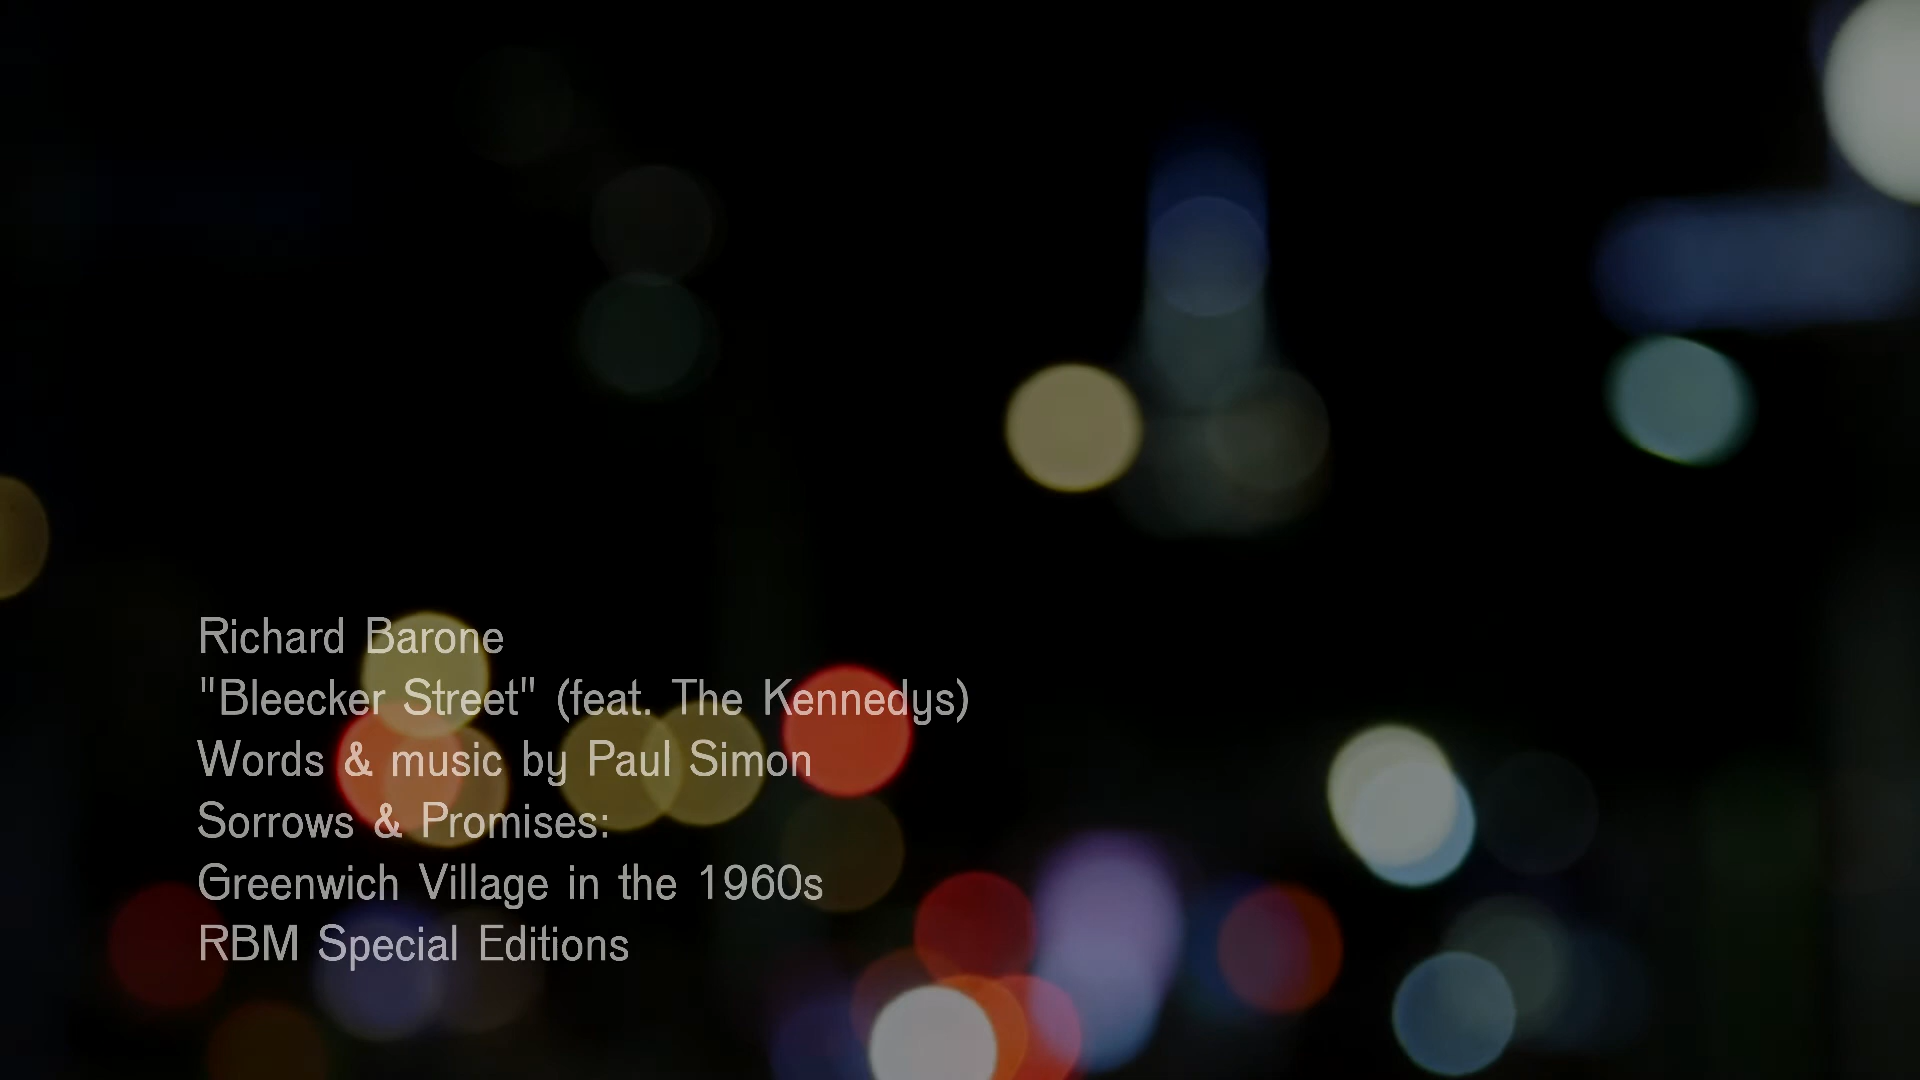 Richard Barone
"Bleecker Street" (feat. The Kennedys)
Words & music by Paul Simon
Sorrows & Promises:
Greenwich Village in the 1960s
RBM Special Editions